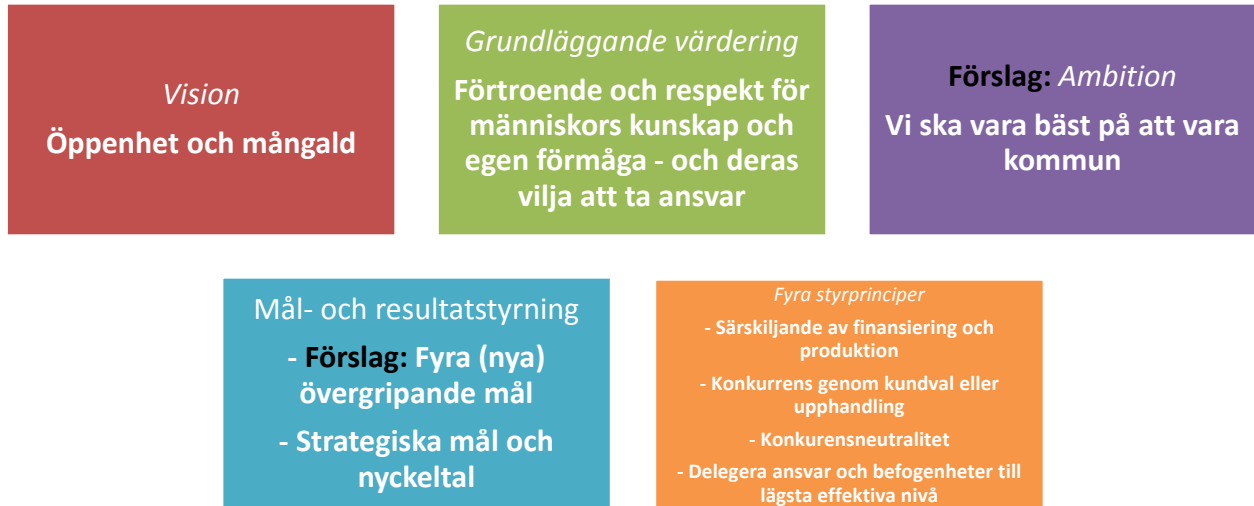 Vision
Öppenhet och mångald
Grundläggande värdering
Förtroende och respekt för
människors kunskap och
egen förmåga - och deras
vilja att ta ansvar
Förslag: Ambition
Vi ska vara bäst på att vara
kommun
Mål- och resultatstyrning
- Förslag: Fyra (nya)
övergripande mål
- Strategiska mål och
nyckeltal
Fyra styrprinciper
- Särskiljande av finansiering och
produktion
- Konkurrens genom kundval eller
upphandling
- Konkurensneutralitet
- Delegera ansvar och befogenheter till
lägsta effektiva nivå